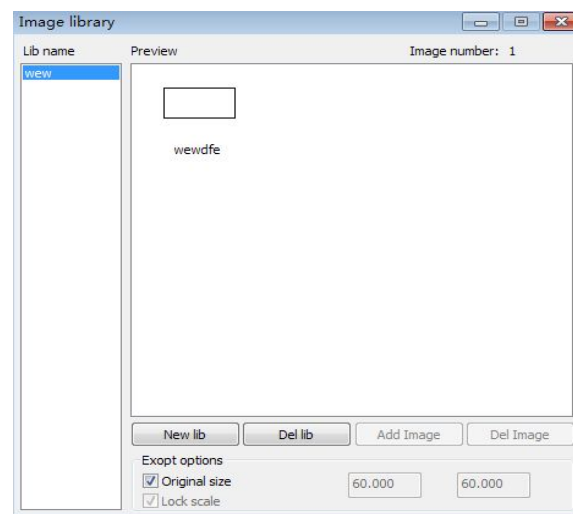 Image library
Lib name Preview Image number: 1
wew
wewdfe
New lib Del lib Add Image Del Image
Exopt options
Original size 60.000 60.000
Lock scale